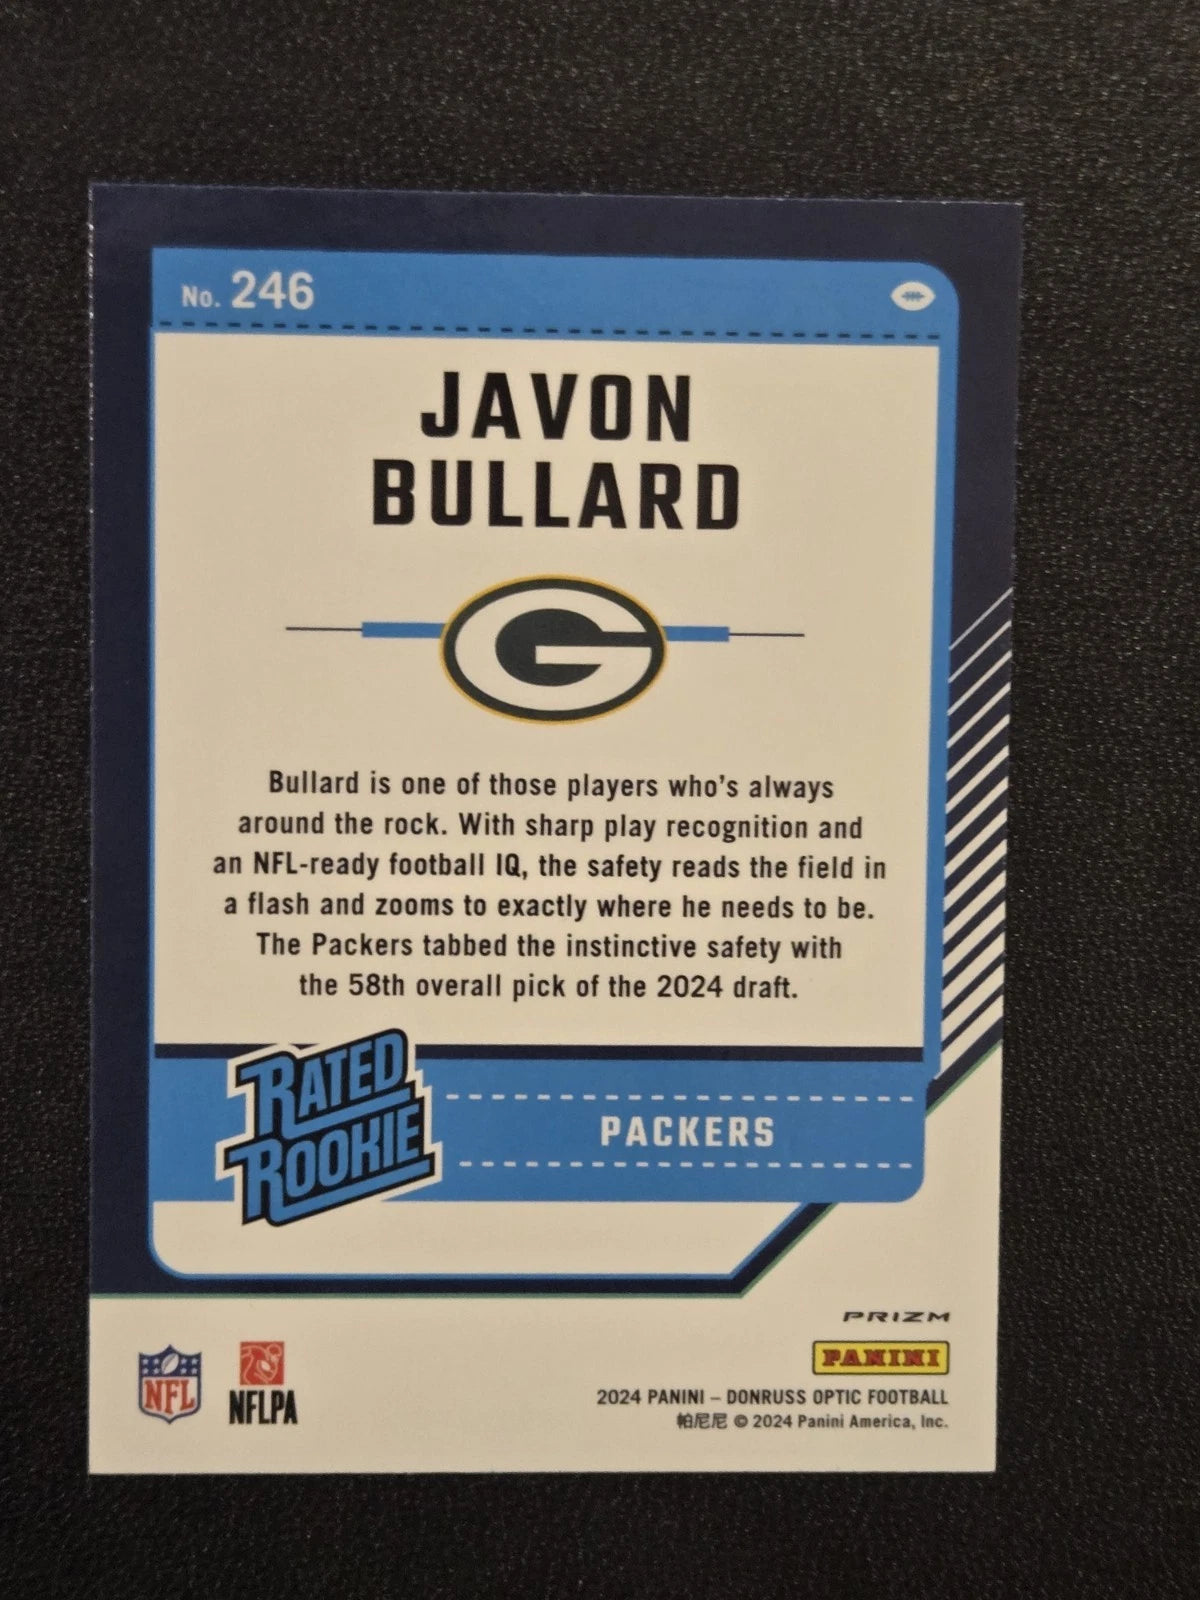 No. 246
JAVON
BULLARD
G
Bullard is one of those players who's always
around the rock. With sharp play recognition and
an NFL-ready football IQ, the safety reads the field in
a flash and zooms to exactly where he needs to be.
The Packers tabbed the instinctive safety with
the 58th overall pick of the 2024 draft.
RATED
ROOKIE
PACKERS
PRIZM
PANINI
NFL
NFLPA
2024 PANINI – DONRUSS OPTIC FOOTBALL
帕尼尼 © 2024 Panini America, Inc.